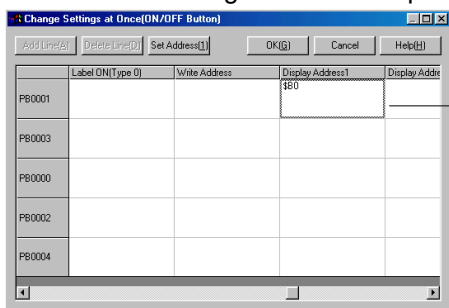 Change Settings at Once(ON/OFF Button)
Add Line(A) Delete Line(D) Set Address(1) OK(G) Cancel Help(H)
Label ON(Type 0) Write Address Display Address1 Display Addre
PB0001 $B0
PB0003
PB0000
PB0002
PB0004